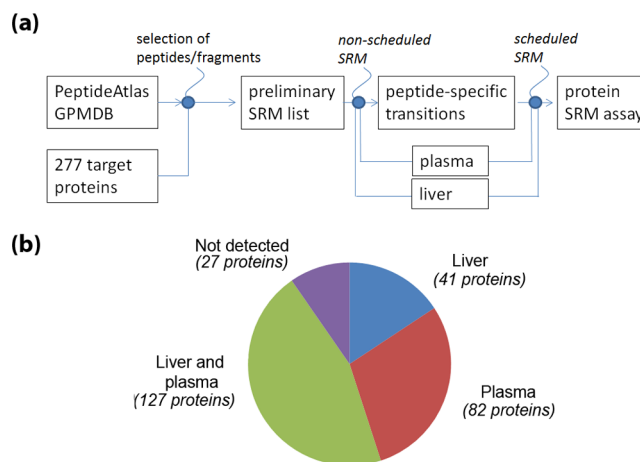 (a)
selection of
peptides/fragments
non-scheduled
SRM
scheduled
SRM
PeptideAtlas
GPMDB
preliminary
SRM list
peptide-specific
transitions
protein
SRM assay
277 target
proteins
plasma
liver
(b)
Not detected
(27 proteins)
Liver
(41 proteins)
Liver and
plasma
(127 proteins)
Plasma
(82 proteins)